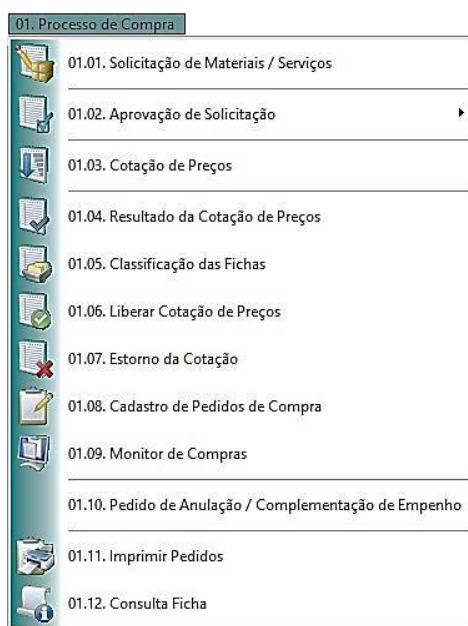 01. Processo de Compra
01.01. Solicitação de Materiais / Serviços
01.02. Aprovação de Solicitação
01.03. Cotação de Preços
01.04. Resultado da Cotação de Preços
01.05. Classificação das Fichas
01.06. Liberar Cotação de Preços
01.07. Estorno da Cotação
01.08. Cadastro de Pedidos de Compra
01.09. Monitor de Compras
01.10. Pedido de Anulação / Complementação de Empenho
01.11. Imprimir Pedidos
01.12. Consulta Ficha